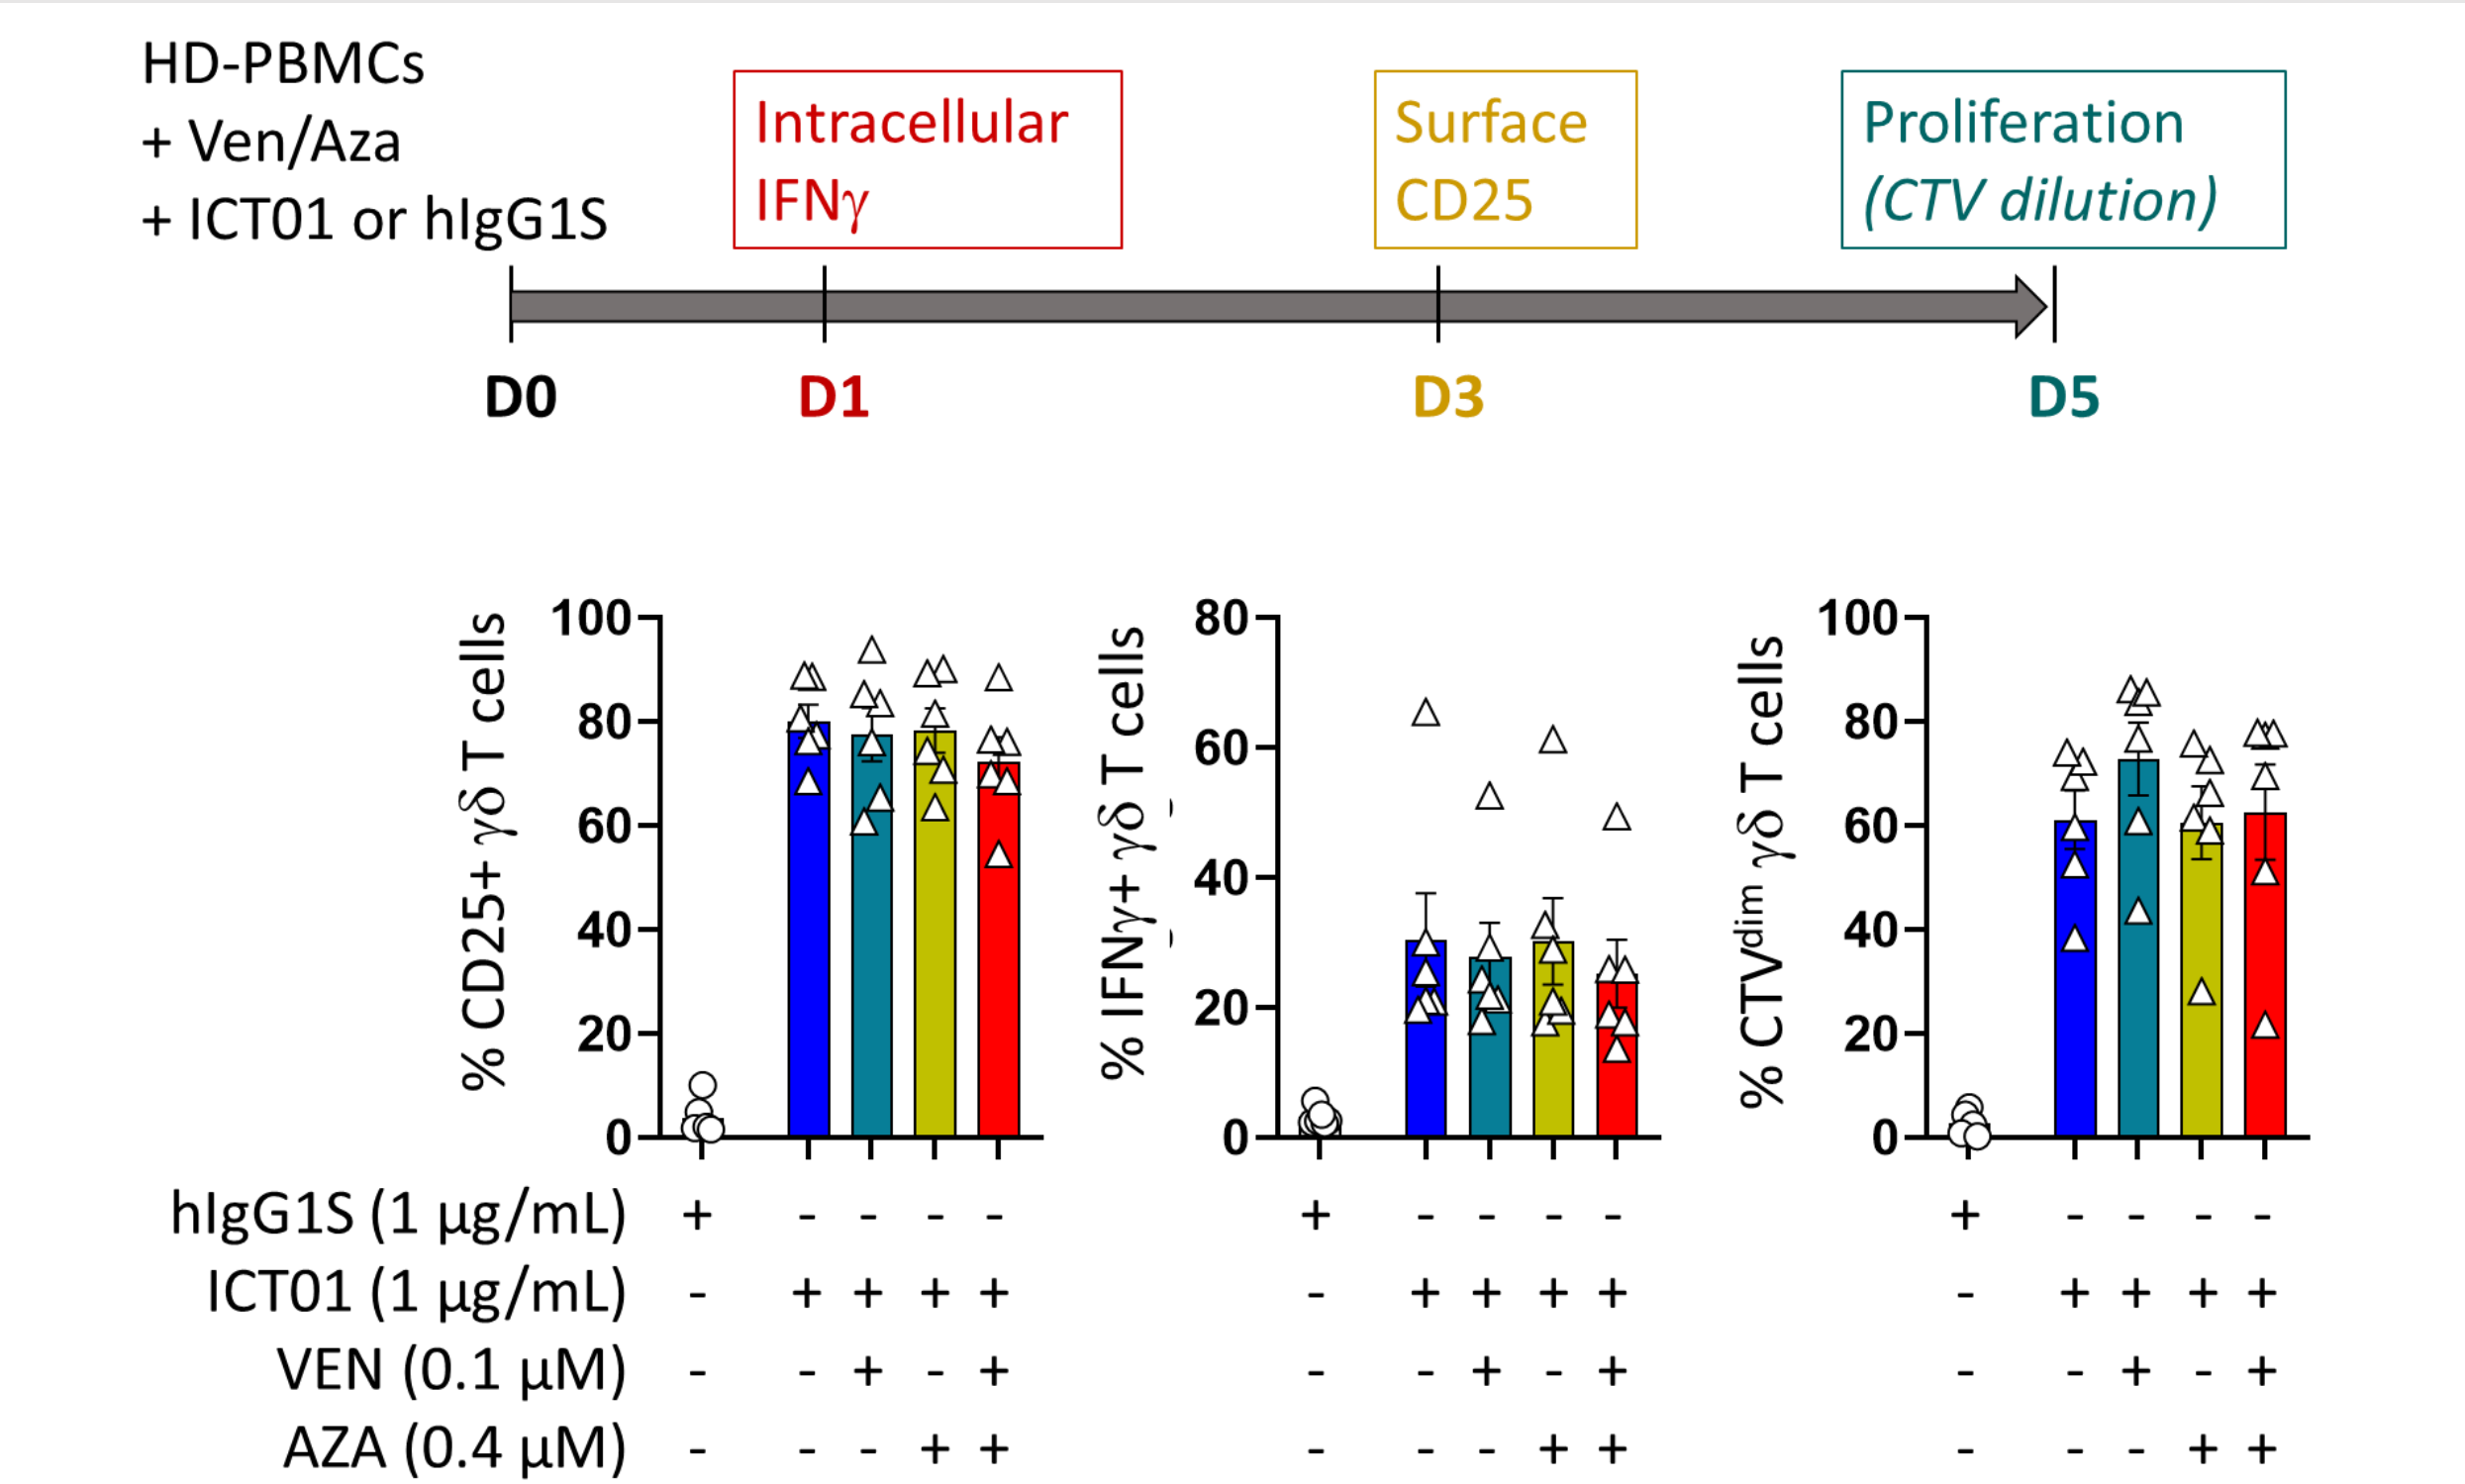 HD-PBMCs
+ Ven/Aza
+ ICT01 or hIgG1S
Intracellular
IFNγ
Surface
CD25
Proliferation
(CTV dilution)
D0
D1
D3
D5
% CD25+ γδ T cells
100
80
60
40
20
0
% IFNγ+ γδ T cells
80
60
40
20
0
% CTVdim γδ T cells
100
80
60
40
20
0
hIgG1S (1 µg/mL) + - - - - + - - - - + - - - -
ICT01 (1 µg/mL) - + + + + - + + + + - + + + +
VEN (0.1 µM) - - + - + - - + - + - - + - +
AZA (0.4 µM) - - - + + - - - + + - - - + +